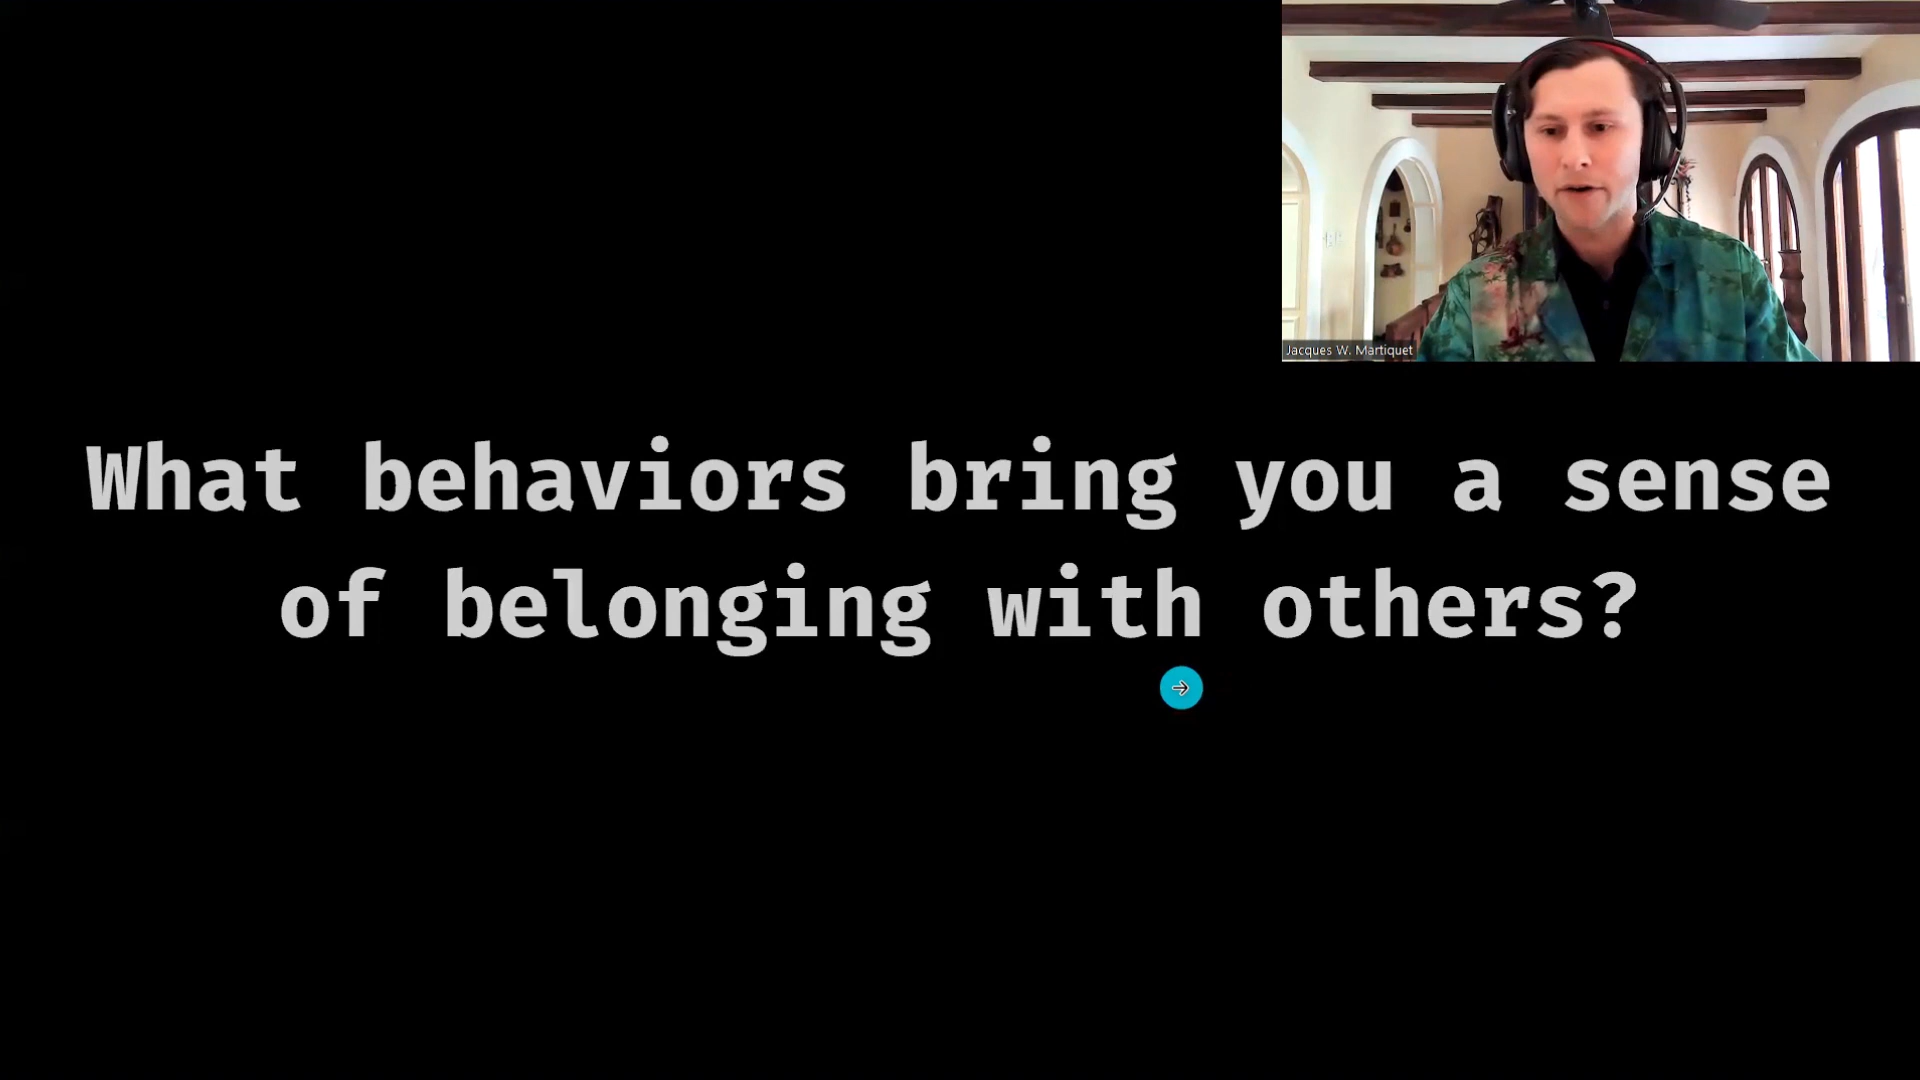 Jacques W. Martiquet
What behaviors bring you a sense
of belonging with others?